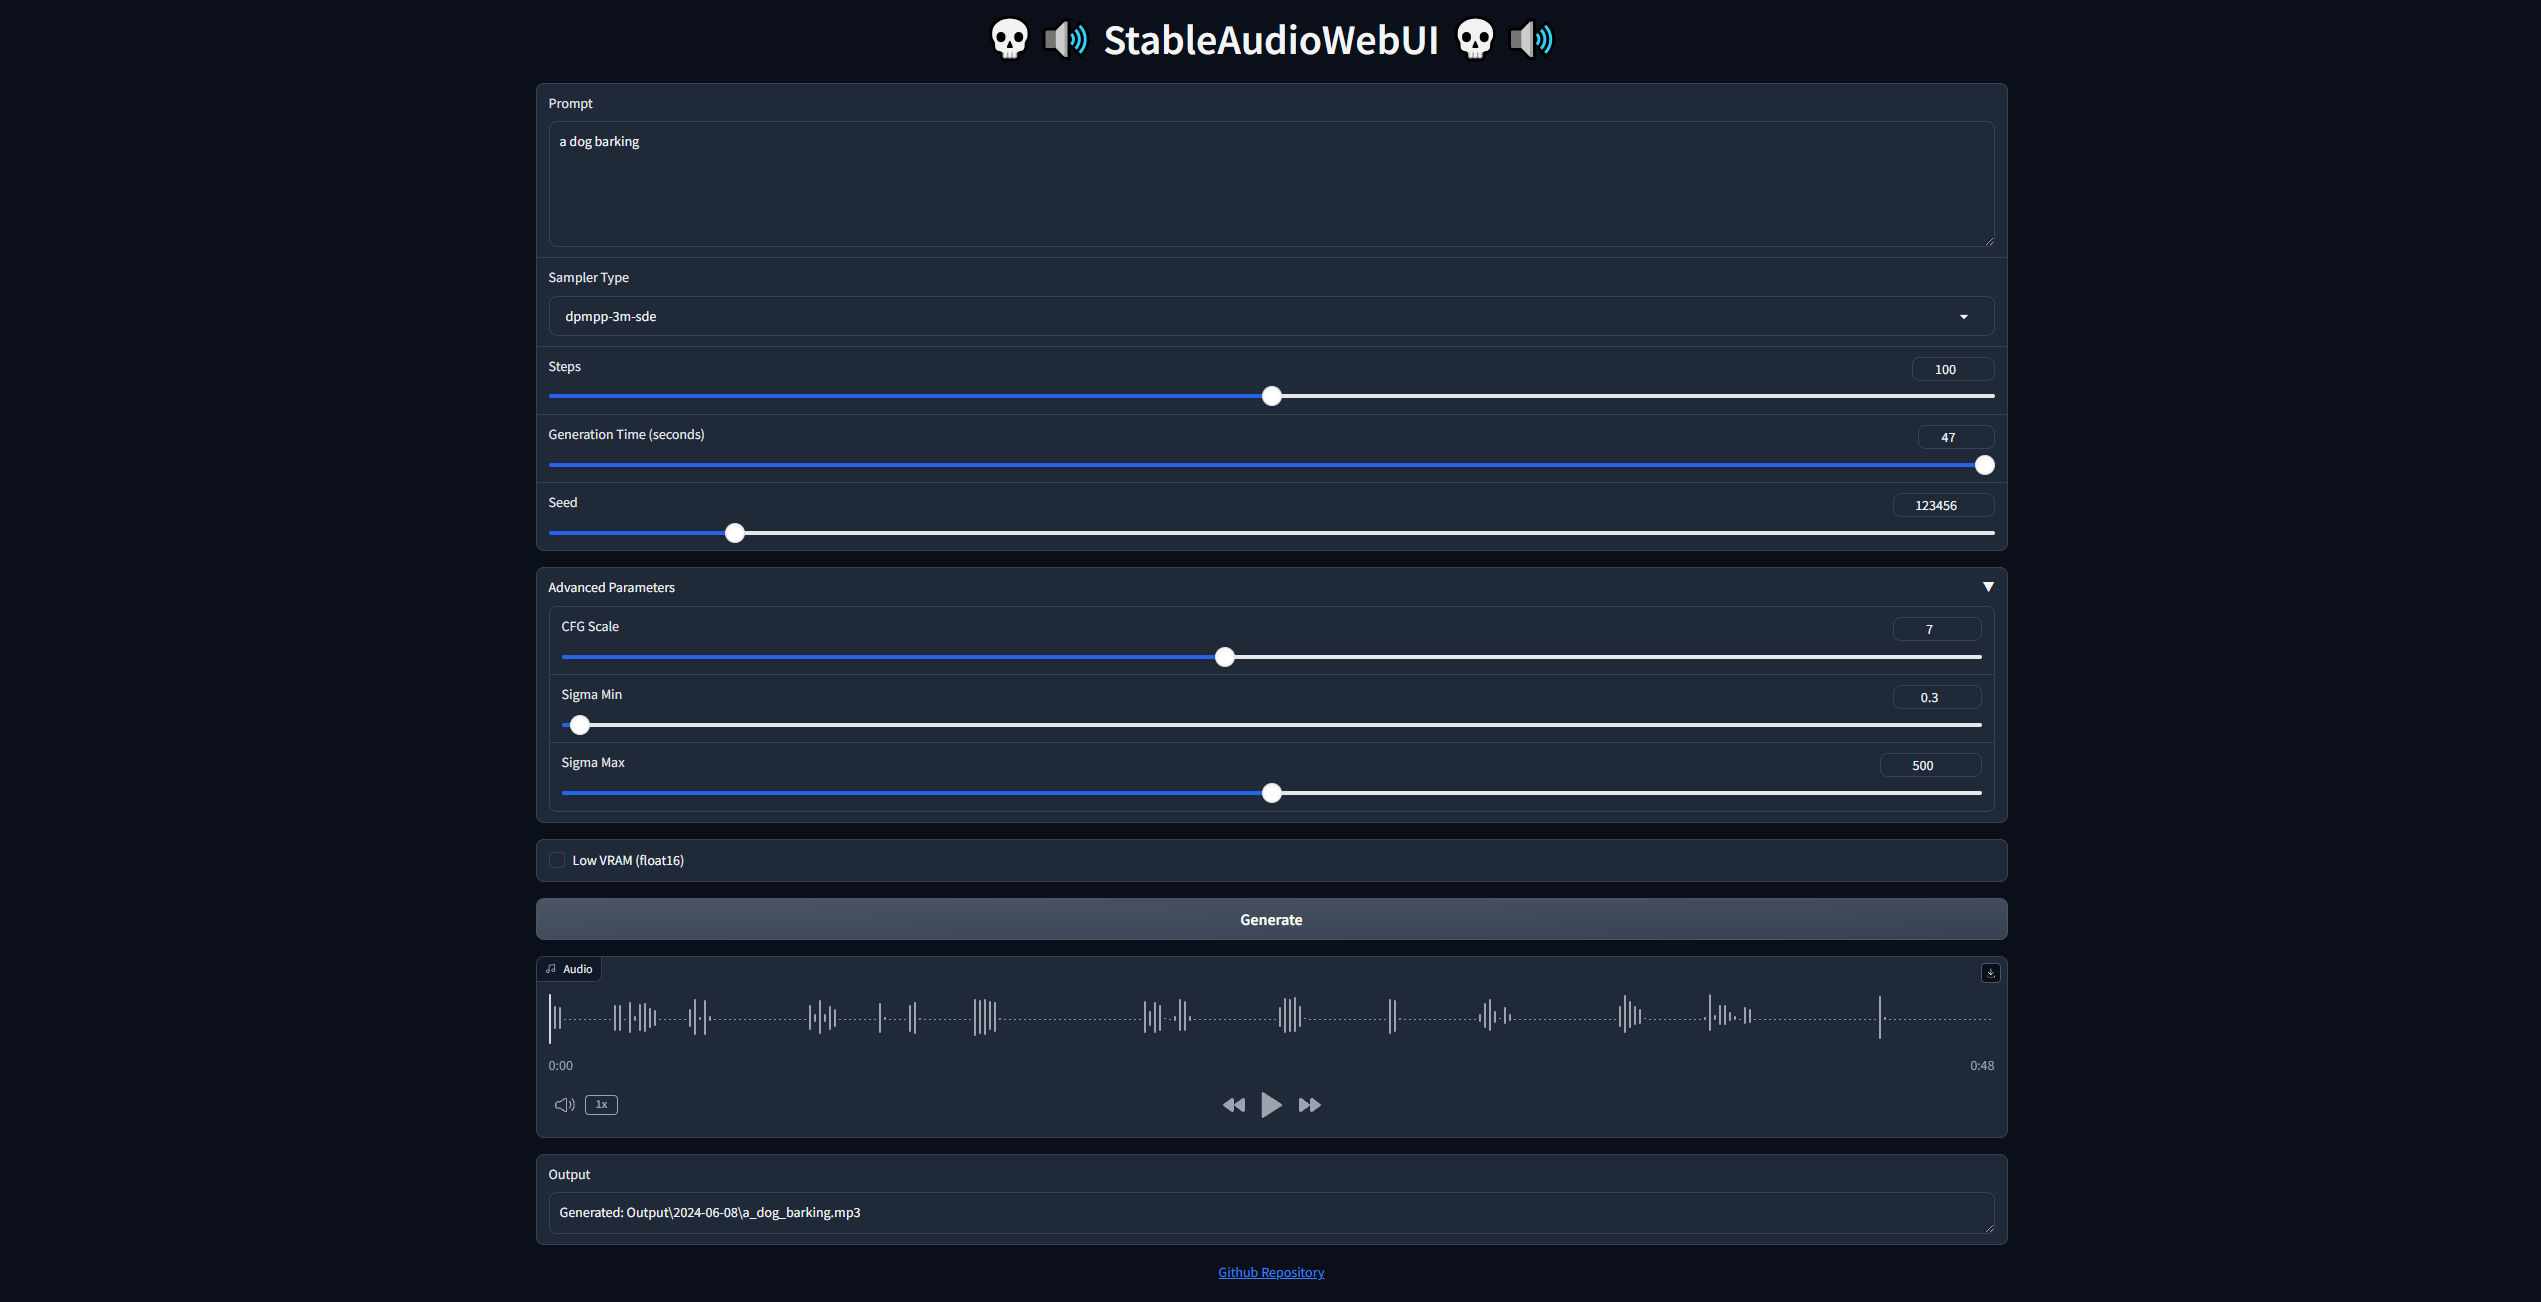 StableAudioWebUI
Prompt
a dog barking
Sampler Type
dpmpp-3m-sde
Steps
100
Generation Time (seconds)
47
Seed
123456
Advanced Parameters
CFG Scale
7
Sigma Min
0.3
Sigma Max
500
Low VRAM (float16)
Generate
Audio
0:00
0:48
1x
Output
Generated: Output\2024-06-08\a_dog_barking.mp3
Github Repository